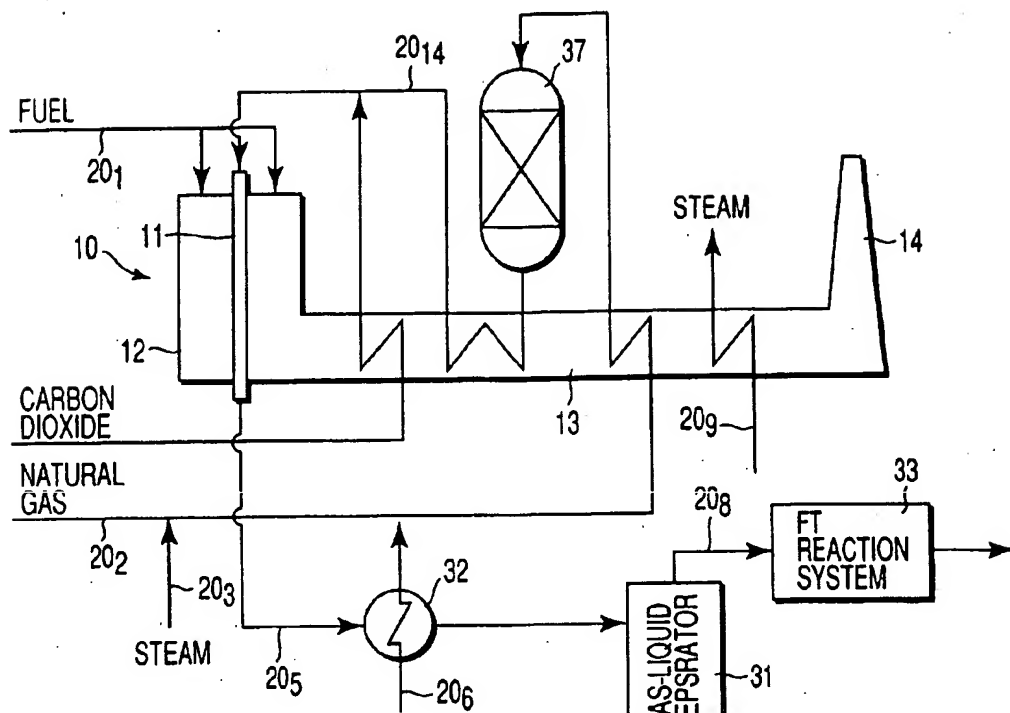 20₁₄
37
FUEL
20₁
STEAM
11
10
14
12
CARBON
DIOXIDE
13
20₉
NATURAL
GAS
33
20₈
FT
REACTION
SYSTEM
20₂
32
20₃
STEAM
20₅
AS-LIQUID
EPSRATOR
31
20₆